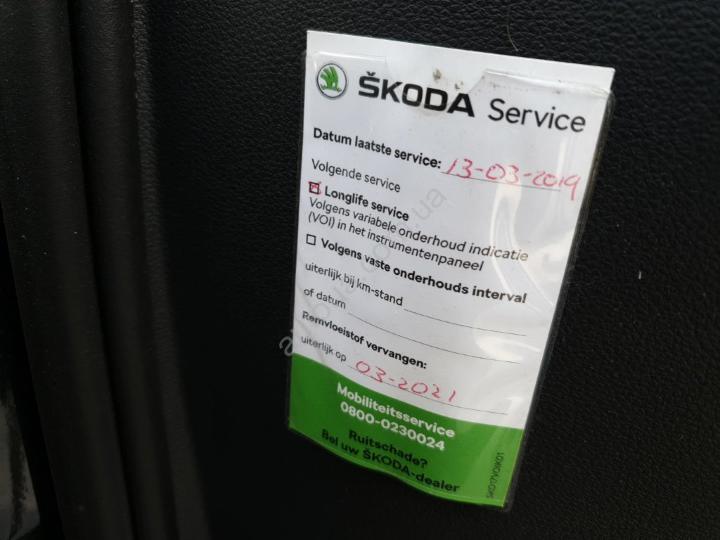 ŠKODA Service
Datum laatste service: 13-03-2019
Volgende service
Longlife service
Volgens variabele onderhoud indicatie
(VOI) in het instrumentenpaneel
Volgens vaste onderhouds interval
uiterlijk bij km-stand
of datum
Remvloeistof vervangen:
uiterlijk op 03-2021
Mobiliteitsservice
0800-0230024
Ruitschade?
Bel uw ŠKODA-dealer